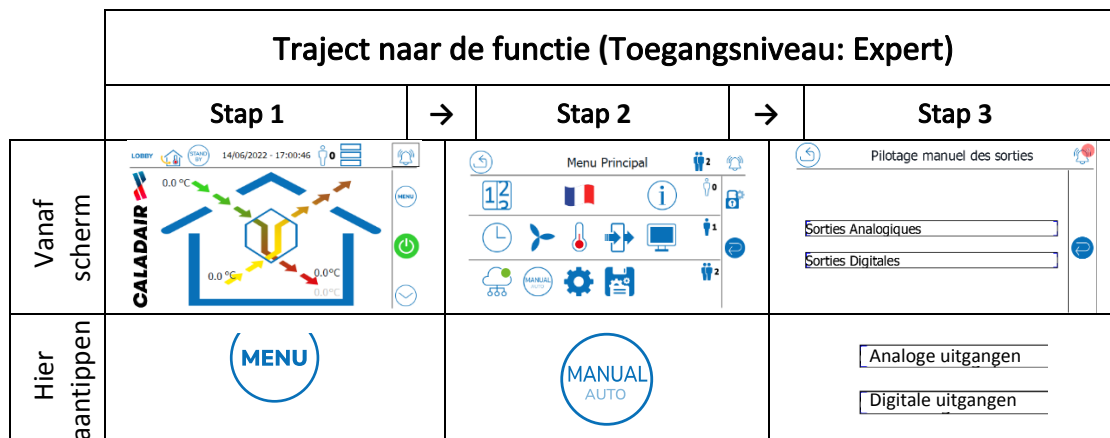 Traject naar de functie (Toegangsniveau: Expert)
Stap 1 → Stap 2 → Stap 3
Vanaf
scherm
LOBBY STAND BY 14/06/2022 - 17:00:46 0
0.0 °C
MENU
CALADAIR
0.0 °C
0.0°C
0.0°C
Menu Principal 2
1 2 3 i 0
1
MANUAL AUTO 2
Pilotage manuel des sorties
Sorties Analogiques
Sorties Digitales
Hier
aantippen
MENU
MANUAL
AUTO
Analoge uitgangen
Digitale uitgangen